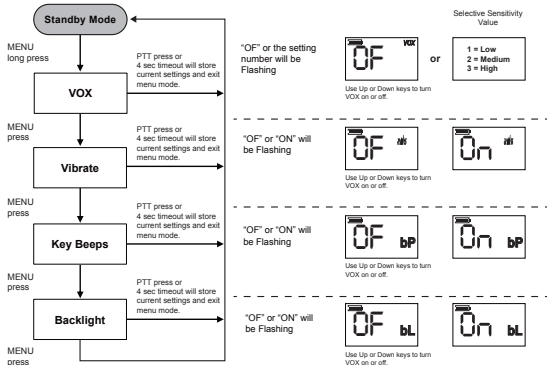 Standby Mode
Selective Sensitivity
Value
MENU
long press
PTT press or
4 sec timeout will store
current settings and exit
menu mode.
VOX
"OF" or the setting
number will be
Flashing
OF VOX
or
1 = Low
2 = Medium
3 = High
Use Up or Down keys to turn
VOX on or off.
MENU
press
PTT press or
4 sec timeout will store
current settings and exit
menu mode.
Vibrate
"OF" or "ON" will
be Flashing
OF
On
Use Up or Down keys to turn
VOX on or off.
MENU
press
PTT press or
4 sec timeout will store
current settings and exit
menu mode.
Key Beeps
"OF" or "ON" will
be Flashing
OF bP
On bP
Use Up or Down keys to turn
VOX on or off.
MENU
press
PTT press or
4 sec timeout will store
current settings and exit
menu mode.
Backlight
"OF" or "ON" will
be Flashing
OF bL
On bL
Use Up or Down keys to turn
VOX on or off.
MENU
press